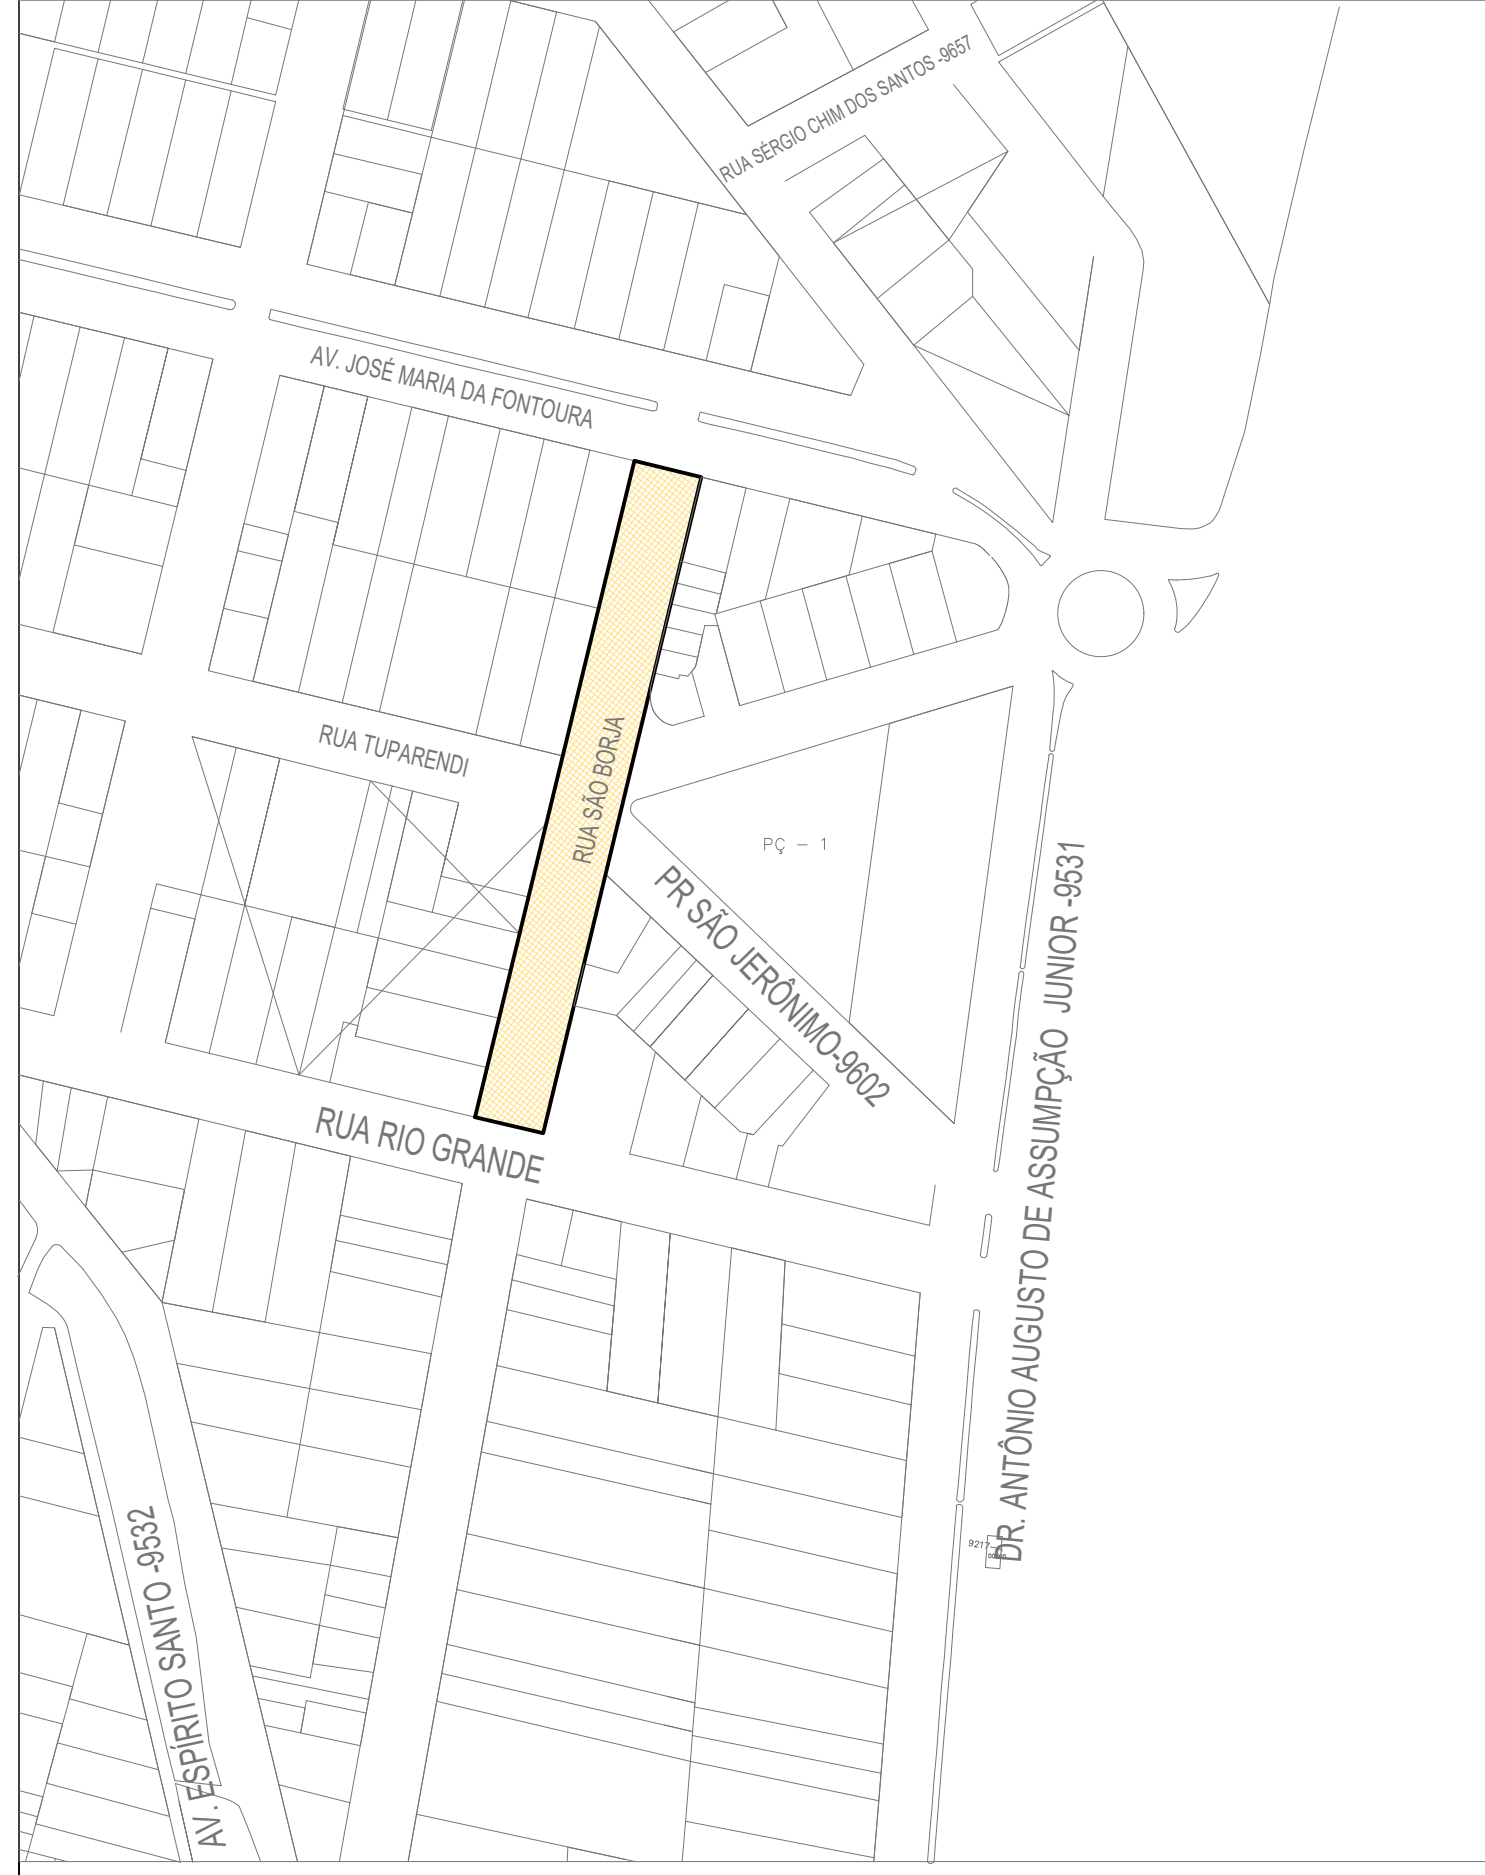 RUA SÉRGIO CHIM DOS SANTOS -9657
AV. JOSÉ MARIA DA FONTOURA
RUA TUPARENDI
RUA SÃO BORJA
PÇ - 1
PR SÃO JERÔNIMO-9602
DR. ANTÔNIO AUGUSTO DE ASSUMPÇÃO JUNIOR -9531
RUA RIO GRANDE
AV. ESPÍRITO SANTO -9532
9217